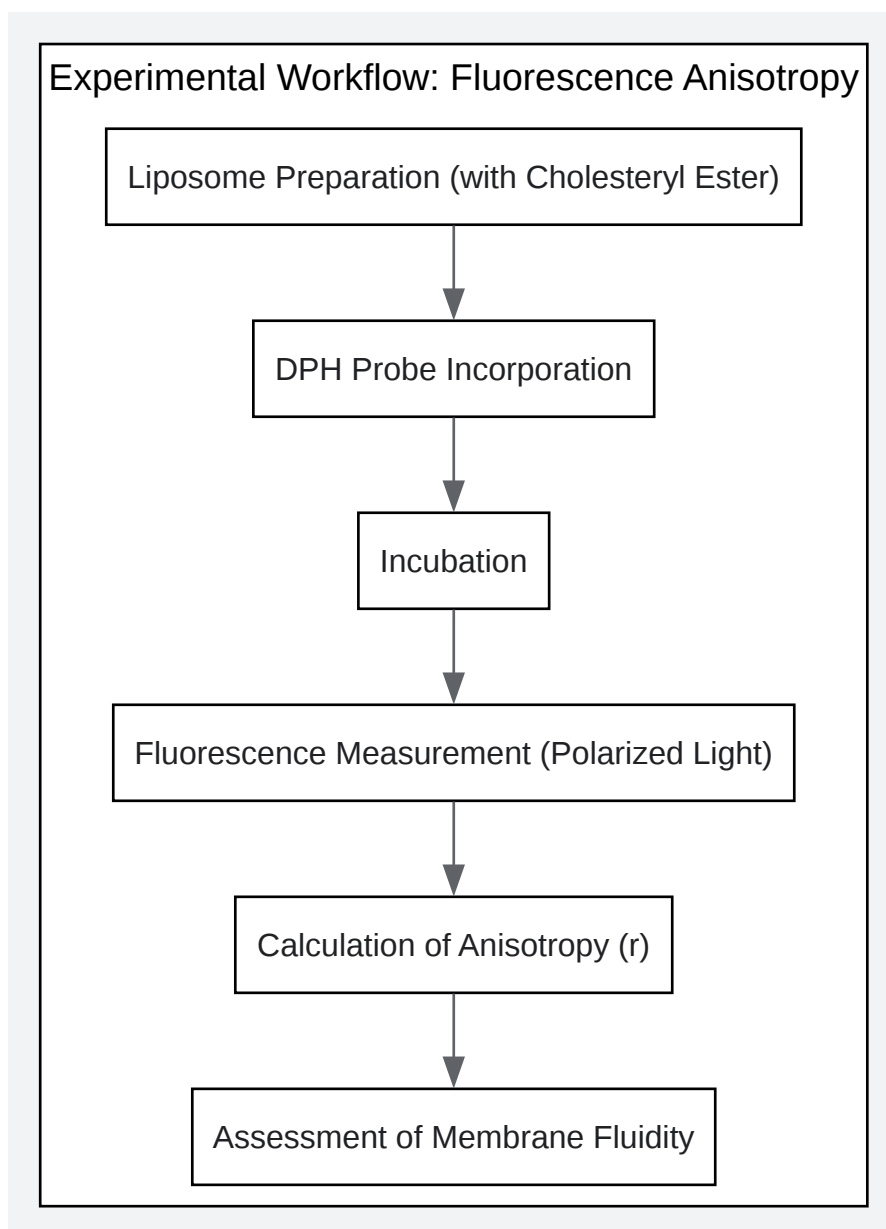 Experimental Workflow: Fluorescence Anisotropy
Liposome Preparation (with Cholesteryl Ester)
DPH Probe Incorporation
Incubation
Fluorescence Measurement (Polarized Light)
Calculation of Anisotropy (r)
Assessment of Membrane Fluidity